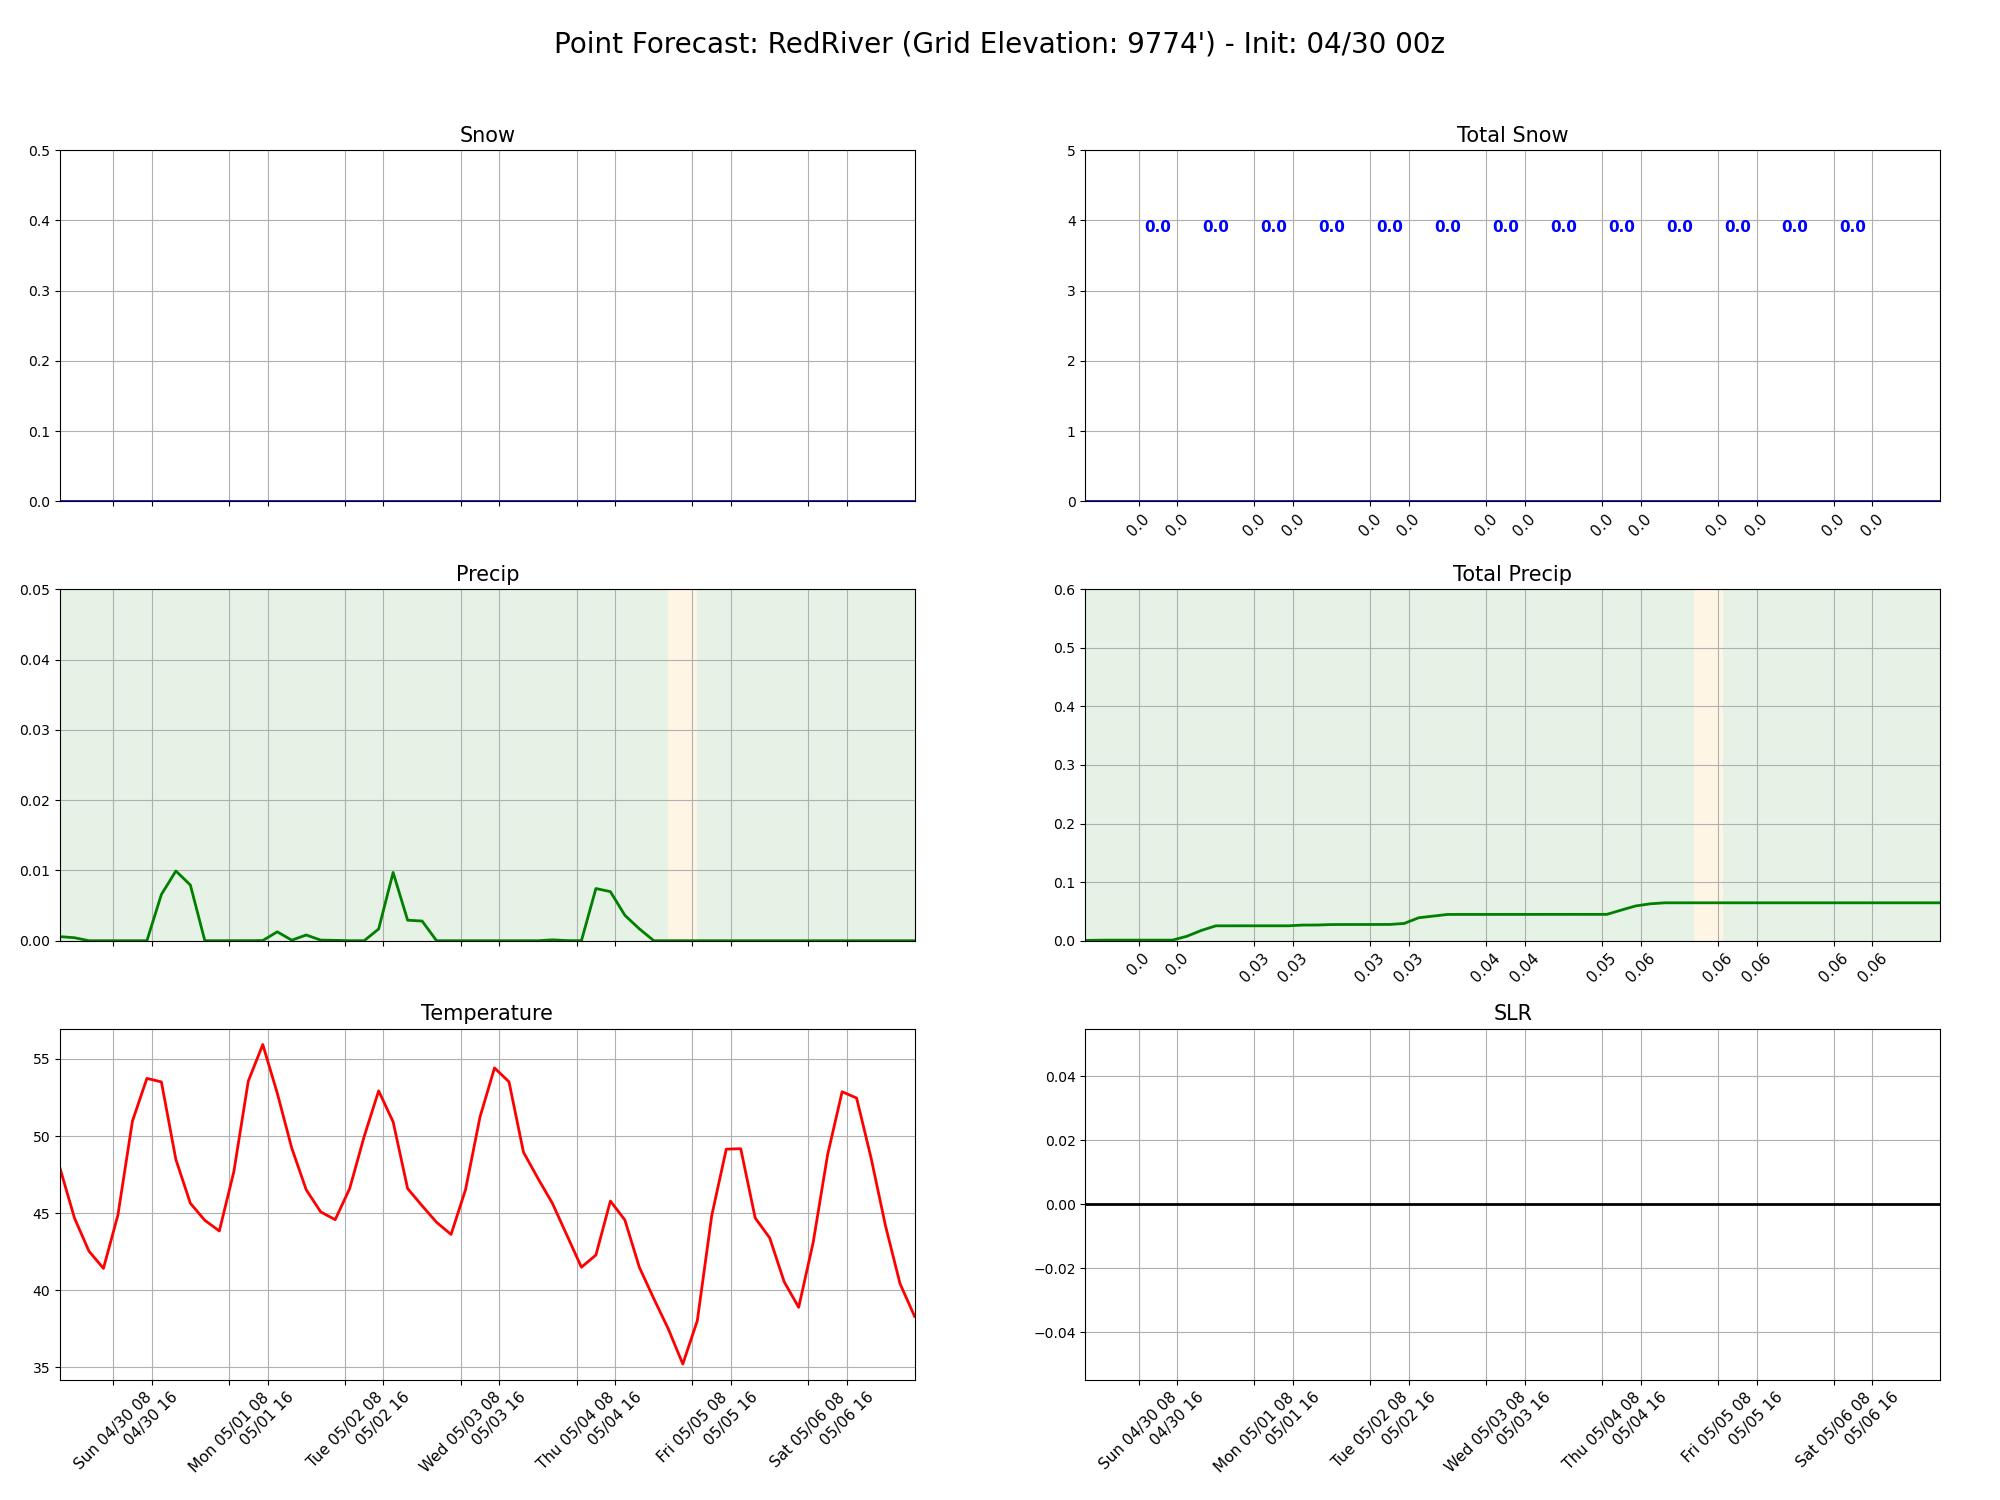 Point Forecast: RedRiver (Grid Elevation: 9774') - Init: 04/30 00z
Snow
0.5
0.4
0.3
0.2
0.1
0.0
Total Snow
5
4
3
2
1
0
0.0 0.0 0.0 0.0 0.0 0.0 0.0 0.0 0.0 0.0 0.0 0.0 0.0
0.0 0.0 0.0 0.0 0.0 0.0 0.0 0.0 0.0 0.0 0.0 0.0 0.0 0.0
Precip
0.05
0.04
0.03
0.02
0.01
0.00
Total Precip
0.6
0.5
0.4
0.3
0.2
0.1
0.0
0.0 0.0 0.03 0.03 0.03 0.03 0.04 0.04 0.05 0.06 0.06 0.06 0.06 0.06
Temperature
55
50
45
40
35
Sun 04/30 08
04/30 16
Mon 05/01 08
05/01 16
Tue 05/02 08
05/02 16
Wed 05/03 08
05/03 16
Thu 05/04 08
05/04 16
Fri 05/05 08
05/05 16
Sat 05/06 08
05/06 16
SLR
0.04
0.02
0.00
−0.02
−0.04
Sun 04/30 08
04/30 16
Mon 05/01 08
05/01 16
Tue 05/02 08
05/02 16
Wed 05/03 08
05/03 16
Thu 05/04 08
05/04 16
Fri 05/05 08
05/05 16
Sat 05/06 08
05/06 16